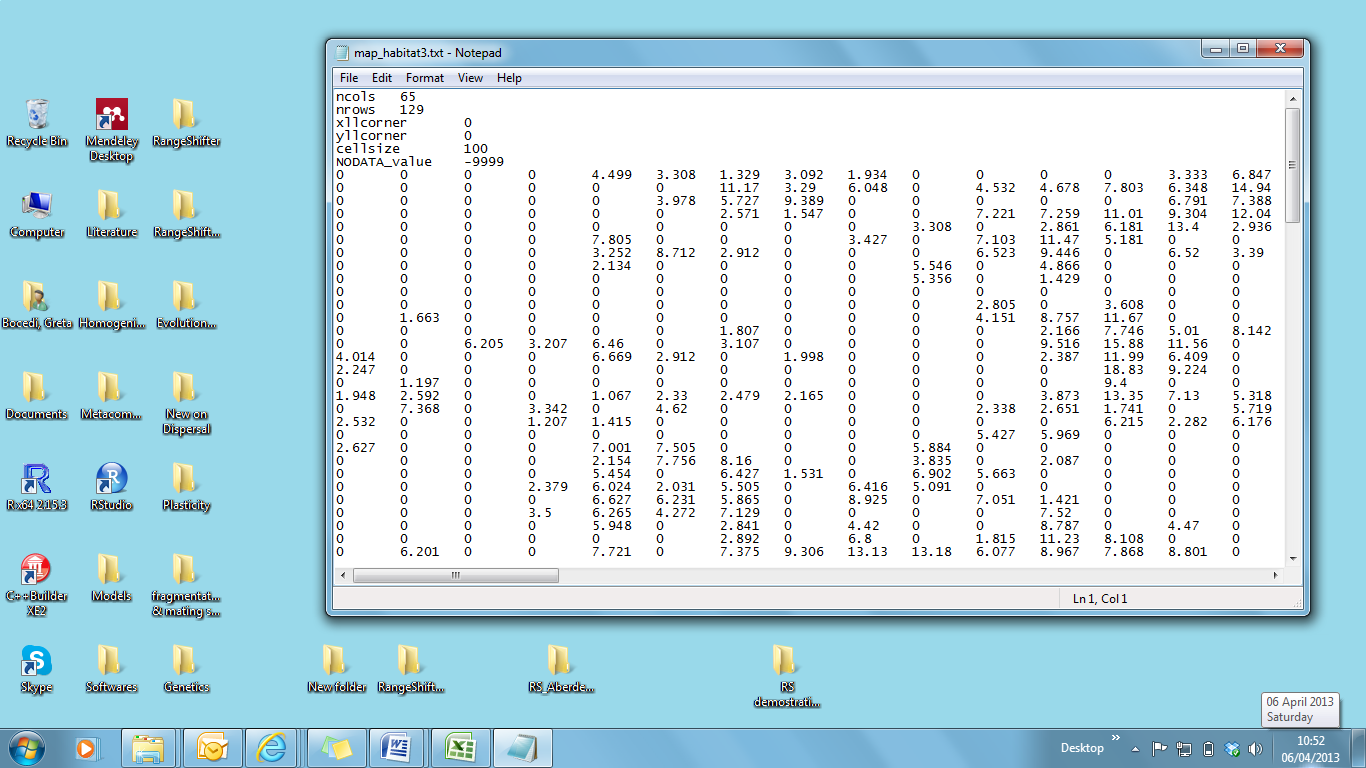 map_habitat3.txt - Notepad
File Edit Format View Help
ncols 65
nrows 129
xllcorner 0
yllcorner 0
cellsize 100
NODATA_value -9999
0 0 0 0 4.499 3.308 1.329 3.092 1.934 0 0 0 0 3.333 6.847
0 0 0 0 0 0 11.17 3.29 6.048 0 4.532 4.678 7.803 6.348 14.94
0 0 0 0 0 3.978 5.727 9.389 0 0 0 0 0 6.791 7.388
0 0 0 0 0 0 2.571 1.547 0 0 7.221 7.259 11.01 9.304 12.04
0 0 0 0 0 0 0 0 0 3.308 0 2.861 6.181 13.4 2.936
0 0 0 0 7.805 0 0 0 3.427 0 7.103 11.47 5.181 0 0
0 0 0 0 3.252 8.712 2.912 0 0 0 6.523 9.446 0 6.52 3.39
0 0 0 0 2.134 0 0 0 0 5.546 0 4.866 0 0 0
0 0 0 0 0 0 0 0 0 5.356 0 1.429 0 0 0
0 0 0 0 0 0 0 0 0 0 0 0 0 0 0
0 0 0 0 0 0 0 0 0 0 2.805 0 3.608 0 0
0 1.663 0 0 0 0 0 0 0 0 4.151 8.757 11.67 0 0
0 0 0 0 0 0 1.807 0 0 0 0 2.166 7.746 5.01 8.142
0 0 6.205 3.207 6.46 0 3.107 0 0 0 0 9.516 15.88 11.56 0
4.014 0 0 0 6.669 2.912 0 1.998 0 0 0 2.387 11.99 6.409 0
2.247 0 0 0 0 0 0 0 0 0 0 0 18.83 9.224 0
0 1.197 0 0 0 0 0 0 0 0 0 0 9.4 0 0
1.948 2.592 0 0 1.067 2.33 2.479 2.165 0 0 0 3.873 13.35 7.13 5.318
0 7.368 0 3.342 0 4.62 0 0 0 0 2.338 2.651 1.741 0 5.719
2.532 0 0 1.207 1.415 0 0 0 0 0 0 0 6.215 2.282 6.176
0 0 0 0 0 0 0 0 0 0 5.427 5.969 0 0 0
2.627 0 0 0 7.001 7.505 0 0 0 5.884 0 0 0 0 0
0 0 0 0 2.154 7.756 8.16 0 0 3.835 0 2.087 0 0 0
0 0 0 0 5.454 0 6.427 1.531 0 6.902 5.663 0 0 0 0
0 0 0 2.379 6.024 2.031 5.505 0 6.416 5.091 0 0 0 0 0
0 0 0 0 6.627 6.231 5.865 0 8.925 0 7.051 1.421 0 0 0
0 0 0 3.5 6.265 4.272 7.129 0 0 0 0 7.52 0 0 0
0 0 0 0 5.948 0 2.841 0 4.42 0 0 8.787 0 4.47 0
0 0 0 0 0 0 2.892 0 6.8 0 1.815 11.23 8.108 0 0
0 6.201 0 0 7.721 0 7.375 9.306 13.13 13.18 6.077 8.967 7.868 8.801 0
Ln 1, Col 1
Recycle Bin
Mendeley
Desktop
RangeShifter
Computer
Literature
RangeShift...
Bocedi, Greta
Homogeni...
Evolution...
Documents
Metacom...
New on
Dispersal
Rx64 2.15.3
RStudio
Plasticity
C++Builder
XE2
Models
fragmentat...
& mating s...
Skype
Softwares
Genetics
New folder
RangeShift...
RS_Aberde...
RS
demostrati...
06 April 2013
Saturday
Desktop
10:52
06/04/2013